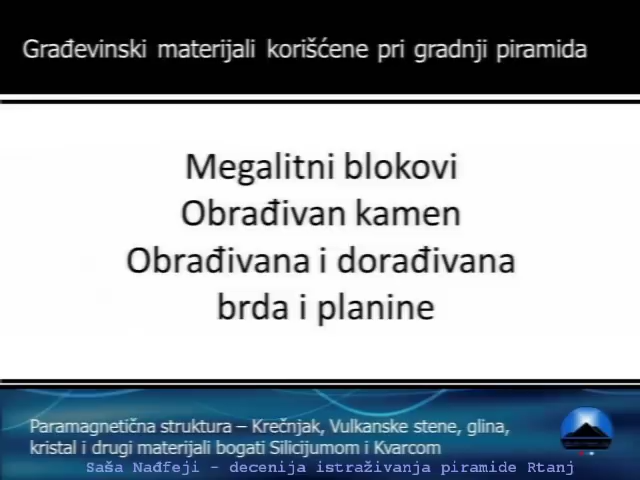 Građevinski materijali korišćene pri gradnji piramida
Megalitni blokovi
Obrađivan kamen
Obrađivana i dorađivana
brda i planine
Paramagnetična struktura – Krečnjak, Vulkanske stene, glina,
kristal i drugi materijali bogati Silicijumom i Kvarcom
Saša Nađfeji - decenija istraživanja piramide Rtanj